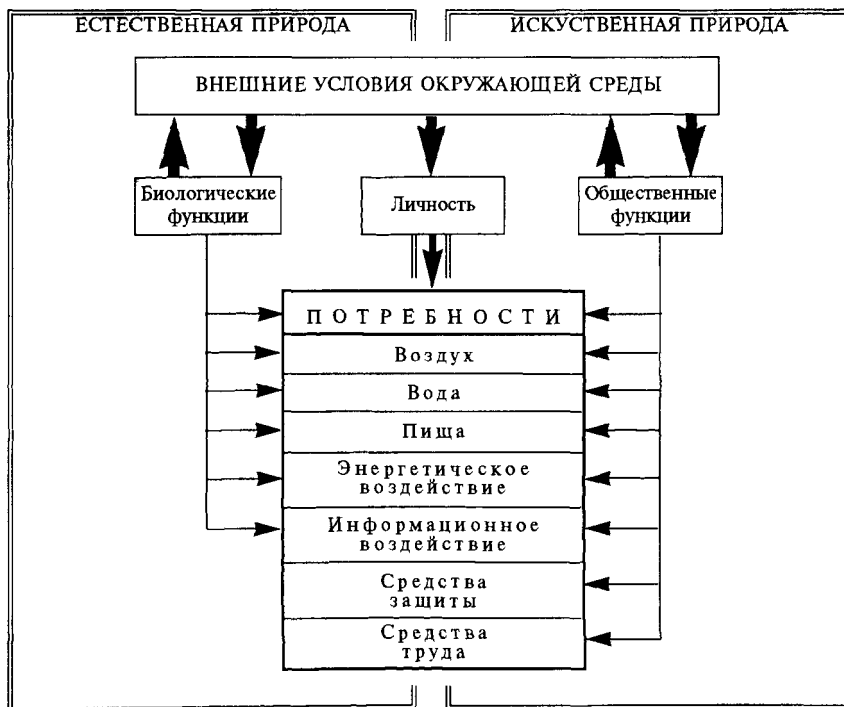 ЕСТЕСТВЕННАЯ ПРИРОДА
ИСКУСТВЕННАЯ ПРИРОДА
ВНЕШНИЕ УСЛОВИЯ ОКРУЖАЮЩЕЙ СРЕДЫ
Биологические
функции
Личность
Общественные
функции
ПОТРЕБНОСТИ
Воздух
Вода
Пища
Энергетическое
воздействие
Информационное
воздействие
Средства
защиты
Средства
труда